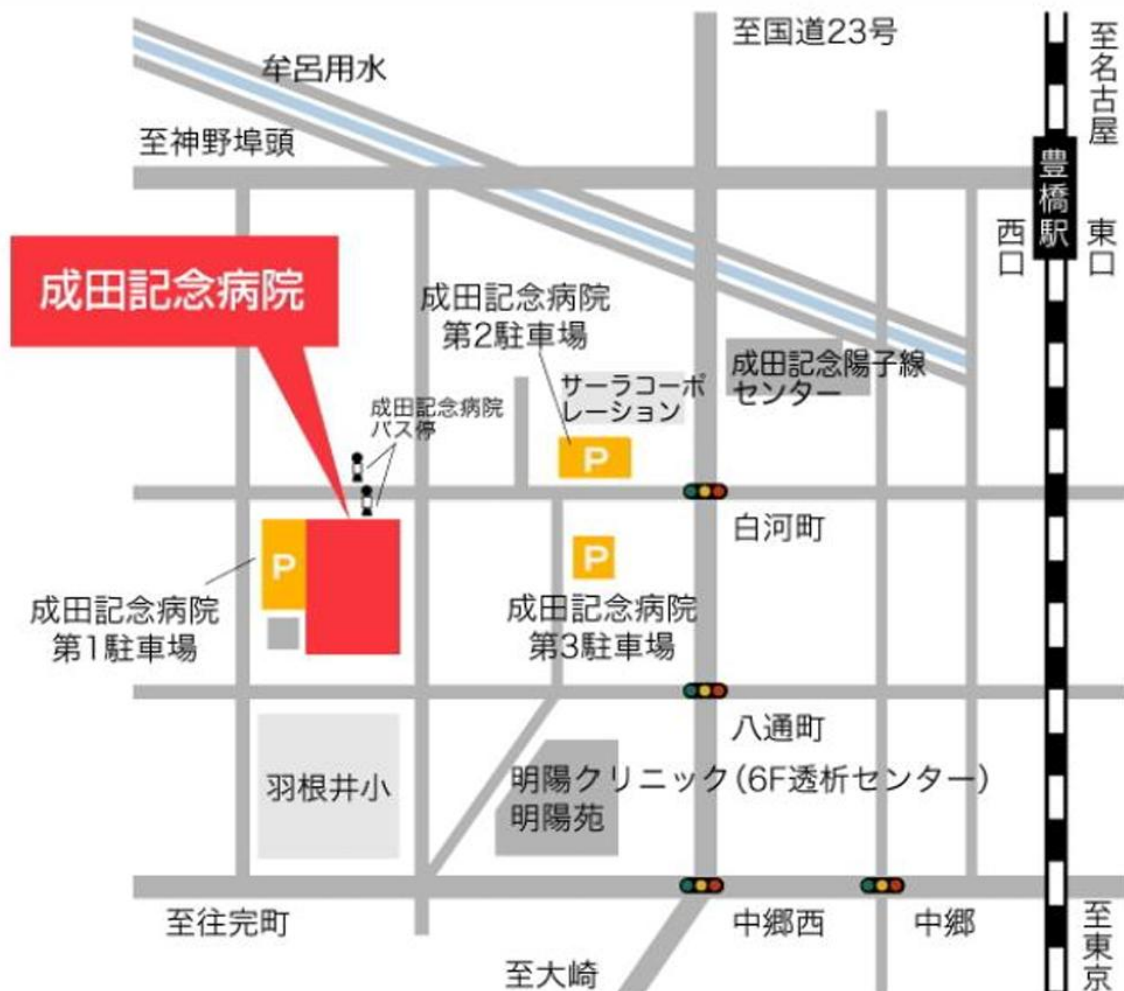 至国道23号
至名古屋
牟呂用水
至神野埠頭
豊橋駅
西口
東口
成田記念病院
成田記念病院
第2駐車場
成田記念陽子線
センター
サーラコーポ
レーション
成田記念病院
バス停
P
白河町
P
P
成田記念病院
第1駐車場
成田記念病院
第3駐車場
八通町
羽根井小
明陽クリニック(6F透析センター)
明陽苑
至往完町
中郷西
中郷
至東京
至大崎